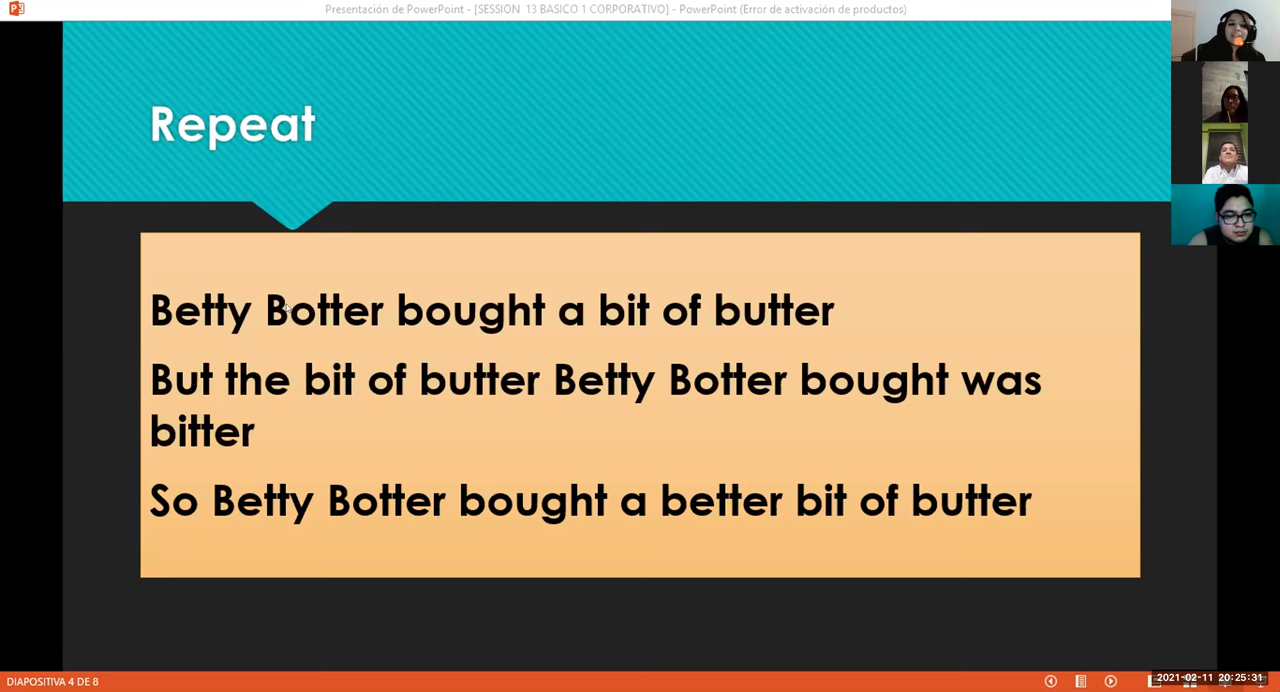 Presentación de PowerPoint - [SESSION  13 BASICO 1 CORPORATIVO] - PowerPoint (Error de activación de productos)
Repeat
Betty Botter bought a bit of butter
But the bit of butter Betty Botter bought was
bitter
So Betty Botter bought a better bit of butter
DIAPOSITIVA 4 DE 8
2021-02-11 20:25:31